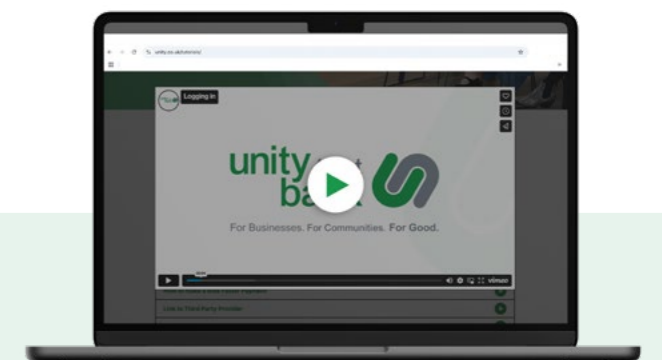 unity.co.uk/tutorials/
Logging in
unity
For Businesses. For Communities. For Good.
vimeo
Link to Third Party Provider